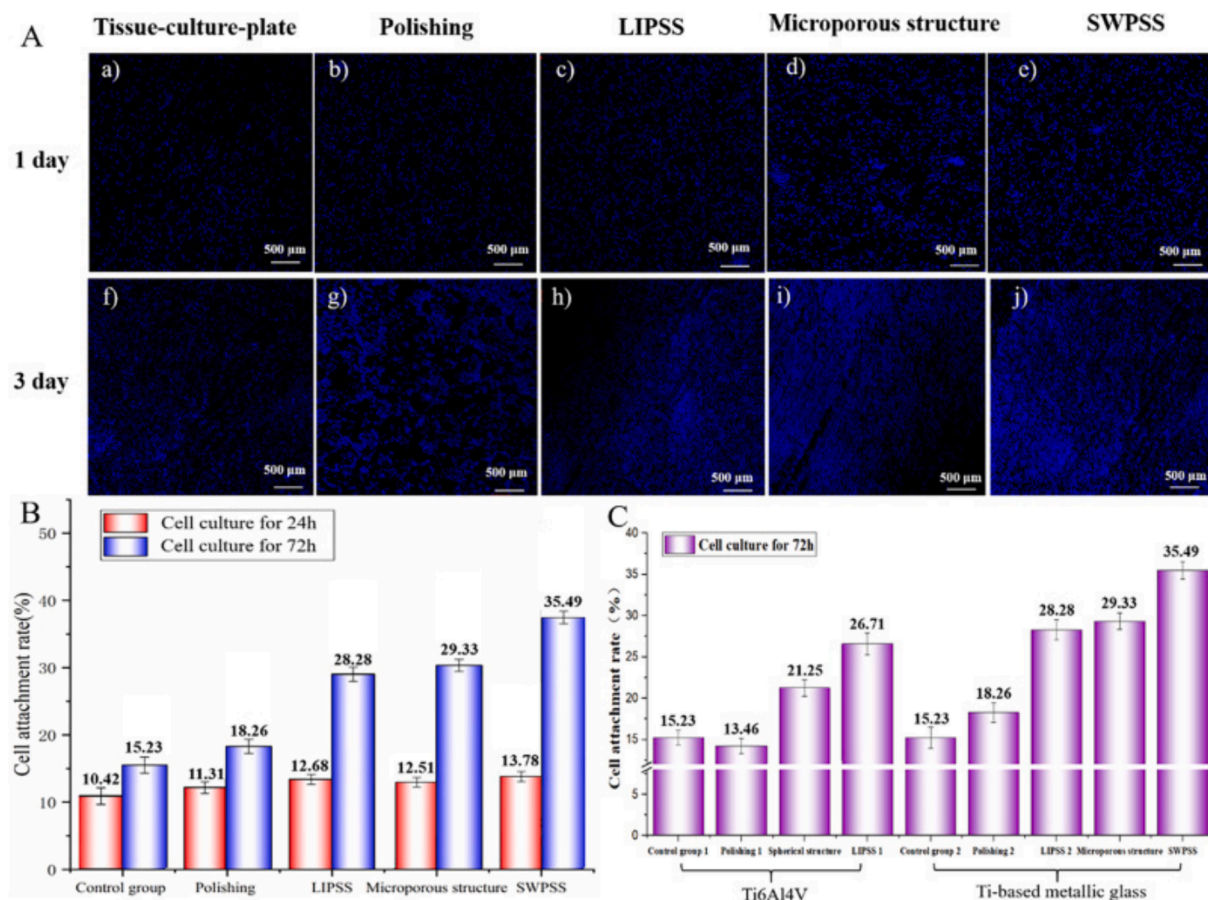 A
Tissue-culture-plate Polishing LIPSS Microporous structure SWPSS
1 day
a) b) c) d) e)
500 µm 500 µm 500 µm 500 µm 500 µm
3 day
f) g) h) i) j)
500 µm 500 µm 500 µm 500 µm 500 µm
B
Cell culture for 24h
Cell culture for 72h
Cell attachment rate(%)
50
40
30
20
10
0
10.42 15.23 11.31 18.26 12.68 28.28 12.51 29.33 13.78 35.49
Control group Polishing LIPSS Microporous structure SWPSS
C
Cell culture for 72h
Cell attachment rate (%)
40
35
30
25
20
15
5
0
15.23 13.46 21.25 26.71 15.23 18.26 28.28 29.33 35.49
Control group 1 Polishing 1 Spherical structure LIPSS 1 Control group 2 Polishing 2 LIPSS 2 Microporous structure SWPSS
Ti6Al4V Ti-based metallic glass